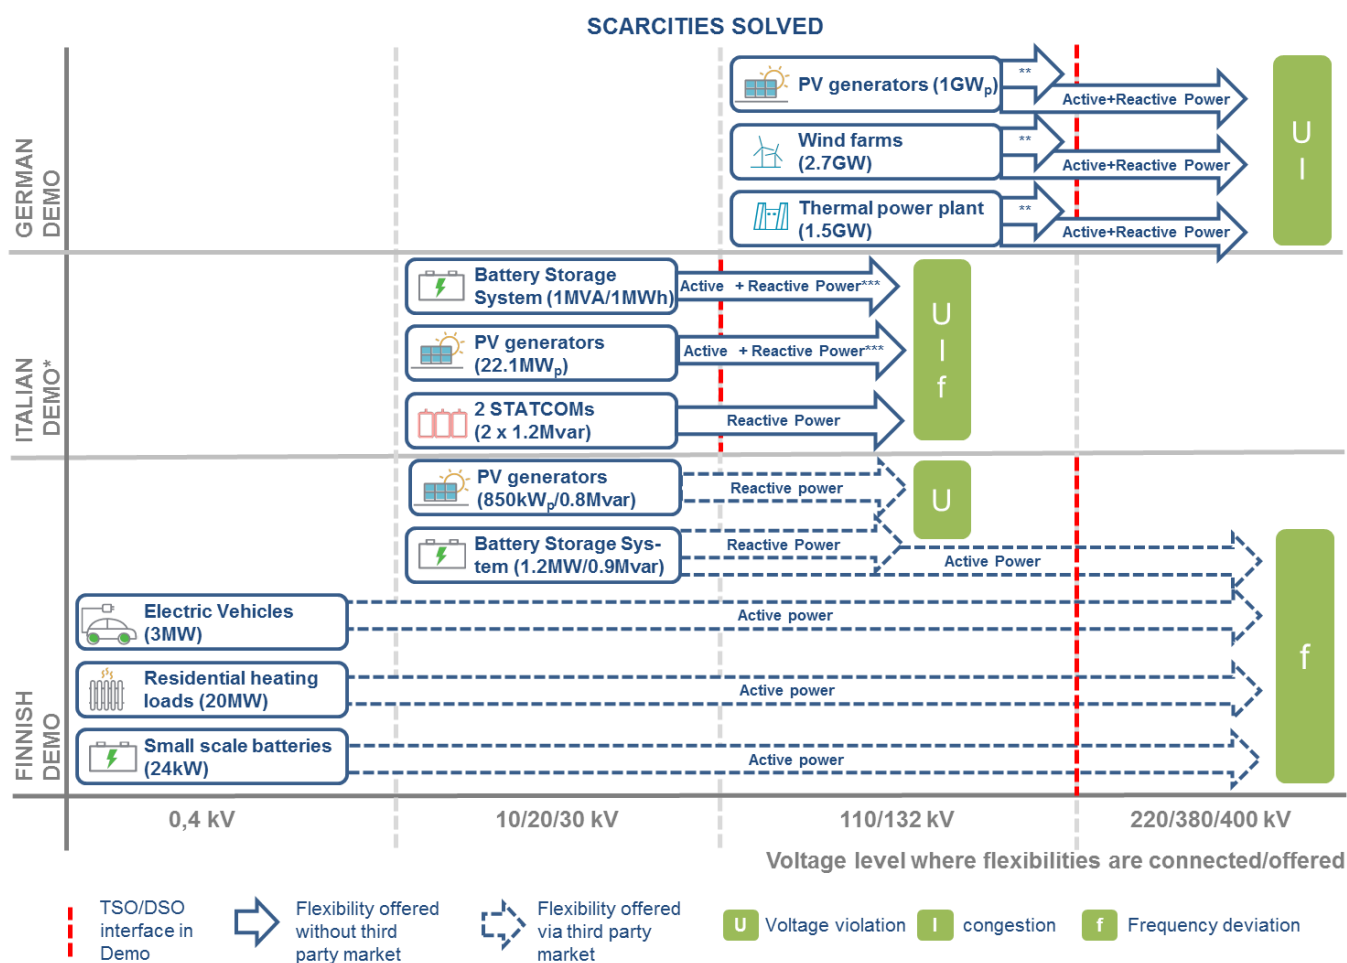 SCARCITIES SOLVED
GERMAN
DEMO
PV generators (1GWp)
**
Active+Reactive Power
Wind farms
(2.7GW)
**
Active+Reactive Power
Thermal power plant
(1.5GW)
**
Active+Reactive Power
U
I
ITALIAN
DEMO*
Battery Storage
System (1MVA/1MWh)
Active + Reactive Power***
PV generators
(22.1MWp)
Active + Reactive Power***
2 STATCOMs
(2 x 1.2Mvar)
Reactive Power
U
I
f
FINNISH
DEMO
PV generators
(850kWp/0.8Mvar)
Reactive power
U
Battery Storage Sys-
tem (1.2MW/0.9Mvar)
Reactive Power
Active Power
Electric Vehicles
(3MW)
Active power
Residential heating
loads (20MW)
Active power
Small scale batteries
(24kW)
Active power
f
0,4 kV
10/20/30 kV
110/132 kV
220/380/400 kV
Voltage level where flexibilities are connected/offered
TSO/DSO
interface in
Demo
Flexibility offered
without third
party market
Flexibility offered
via third party
market
U Voltage violation
I congestion
f Frequency deviation